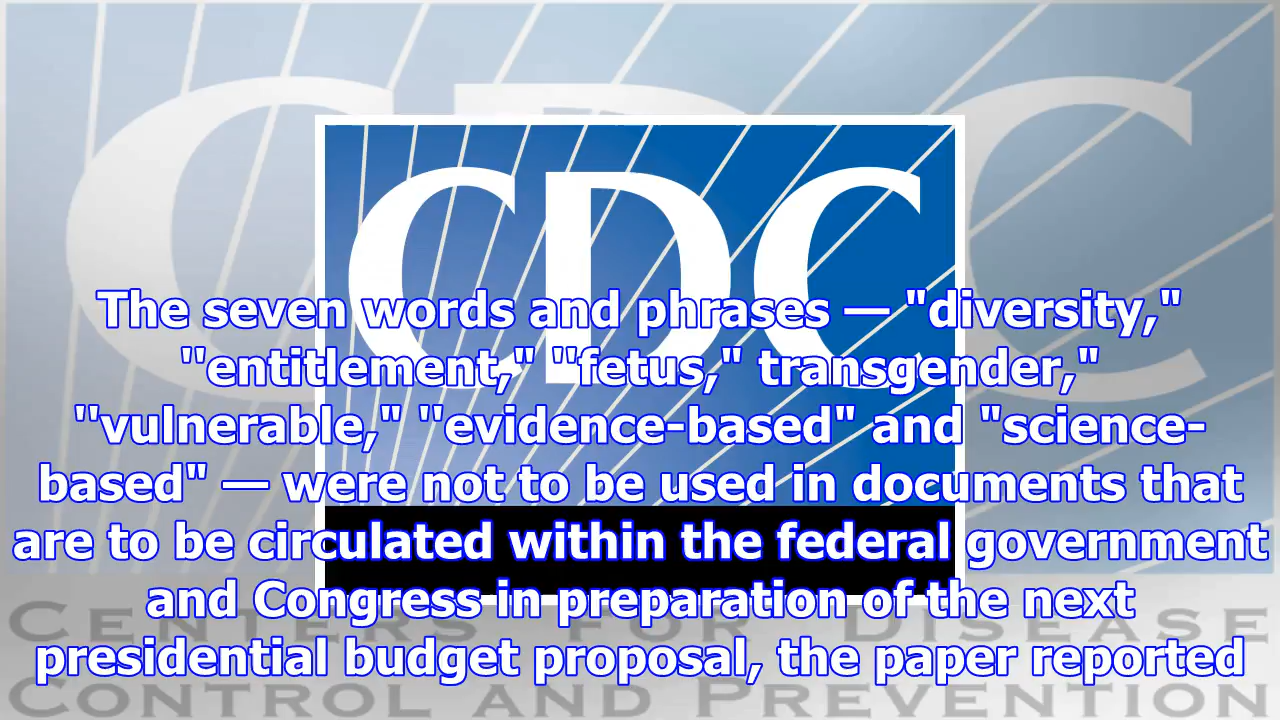 CDC
CDC
The seven words and phrases — "diversity,"
"entitlement," "fetus," transgender,"
"vulnerable," "evidence-based" and "science-
based" — were not to be used in documents that
are to be circulated within the federal government
and Congress in preparation of the next
presidential budget proposal, the paper reported
CENTERS FOR DISEASE
CONTROL AND PREVENTION